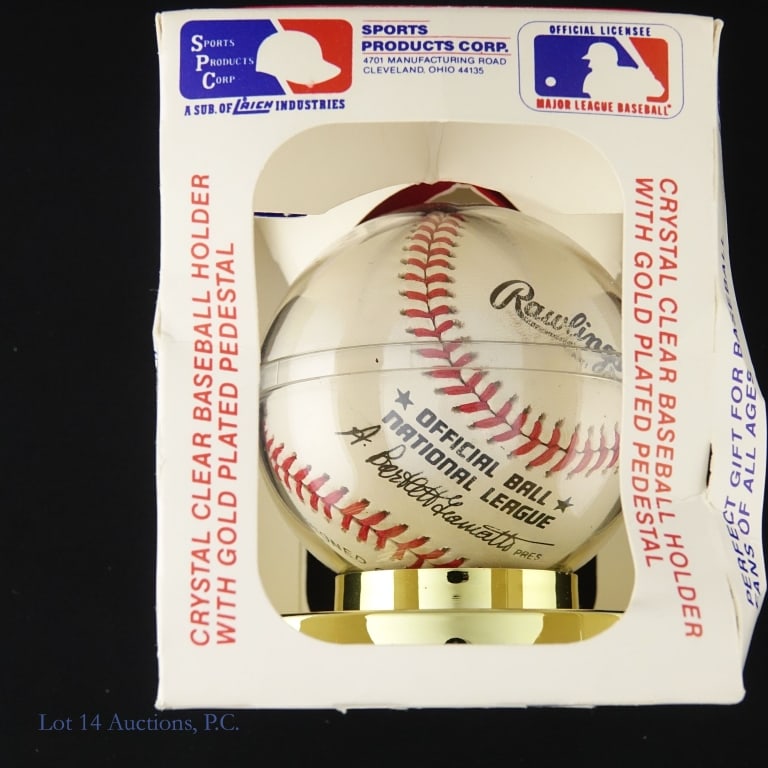 SPORTS
PRODUCTS
CORP
A SUB. OF LAICH INDUSTRIES
SPORTS
PRODUCTS CORP.
4701 MANUFACTURING ROAD
CLEVELAND, OHIO 44135
OFFICIAL LICENSEE
MAJOR LEAGUE BASEBALL
CRYSTAL CLEAR BASEBALL HOLDER
WITH GOLD PLATED PEDESTAL
Rawlings
★ OFFICIAL BALL ★
NATIONAL LEAGUE
A. Bartlett Giamatti PRES
CRYSTAL CLEAR BASEBALL HOLDER
WITH GOLD PLATED PEDESTAL
PERFECT GIFT FOR BASEBALL
FANS OF ALL AGES
Lot 14 Auctions, P.C.